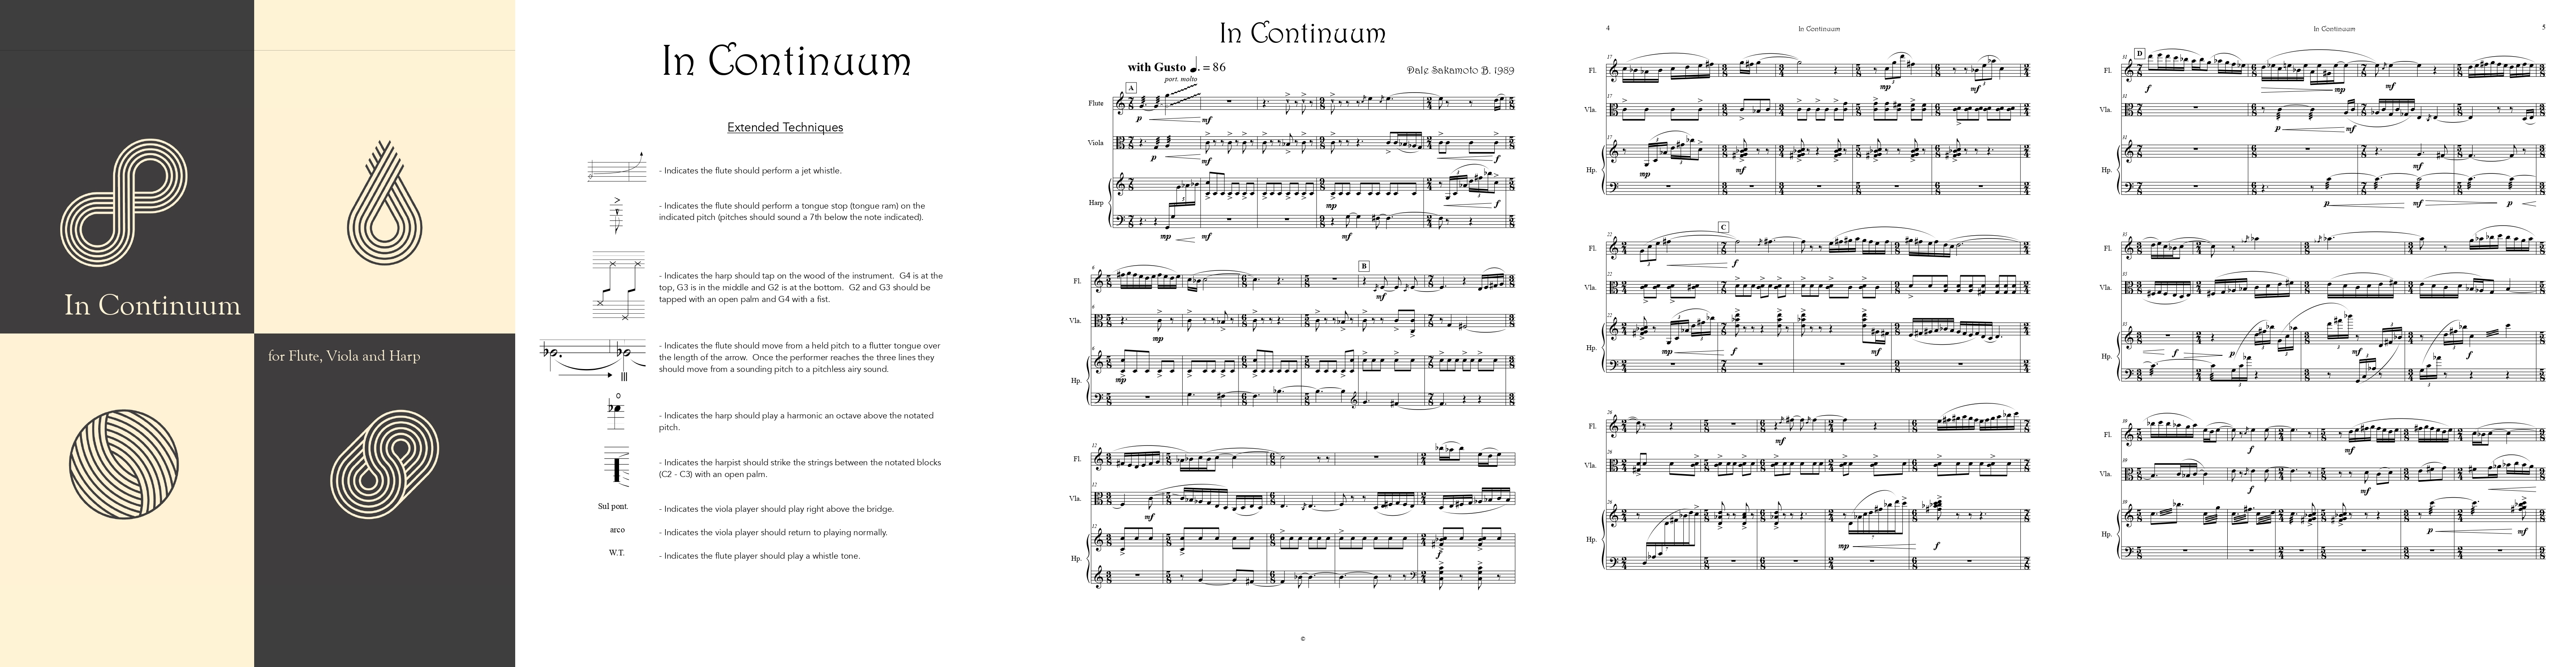 In Continuum
for Flute, Viola and Harp
In Continuum
Extended Techniques
- Indicates the flute should perform a jet whistle.
- Indicates the flute should perform a tongue stop (tongue ram) on the
indicated pitch (pitches should sound a 7th below the note indicated).
- Indicates the harp should tap on the wood of the instrument. G4 is at the
top, G3 is in the middle and G2 is at the bottom. G2 and G3 should be
tapped with an open palm and G4 with a fist.
- Indicates the flute should move from a held pitch to a flutter tongue over
the length of the arrow. Once the performer reaches the three lines they
should move from a sounding pitch to a pitchless airy sound.
- Indicates the harp should play a harmonic an octave above the notated
pitch.
- Indicates the harpist should strike the strings between the notated blocks
(C2 - C3) with an open palm.
Sul pont.
- Indicates the viola player should play right above the bridge.
arco
- Indicates the viola player should return to playing normally.
W.T.
- Indicates the flute player should play a whistle tone.
In Continuum
with Gusto ♩. = 86
Dale Sakamoto B. 1989
port. molto
A
Flute
p
mf
Viola
p
mf
f
Harp
mp
f
mp
mf
mf
B
Fl.
mf
Vla.
mp
Hp.
mp
Fl.
Vla.
mf
Hp.
f
©
4
In Continuum
17
Fl.
mp
mf
Vla.
Hp.
mp
mf
22
C
Fl.
f
Vla.
Hp.
mp
f
mf
26
Fl.
mf
Vla.
Hp.
mp
f
In Continuum
5
31
D
Fl.
f
mp
mf
Vla.
p
mf
Hp.
mf
p
mf
p
35
Fl.
Vla.
Hp.
f
p
mf
f
39
Fl.
f
mf
Vla.
f
mf
Hp.
p
mf